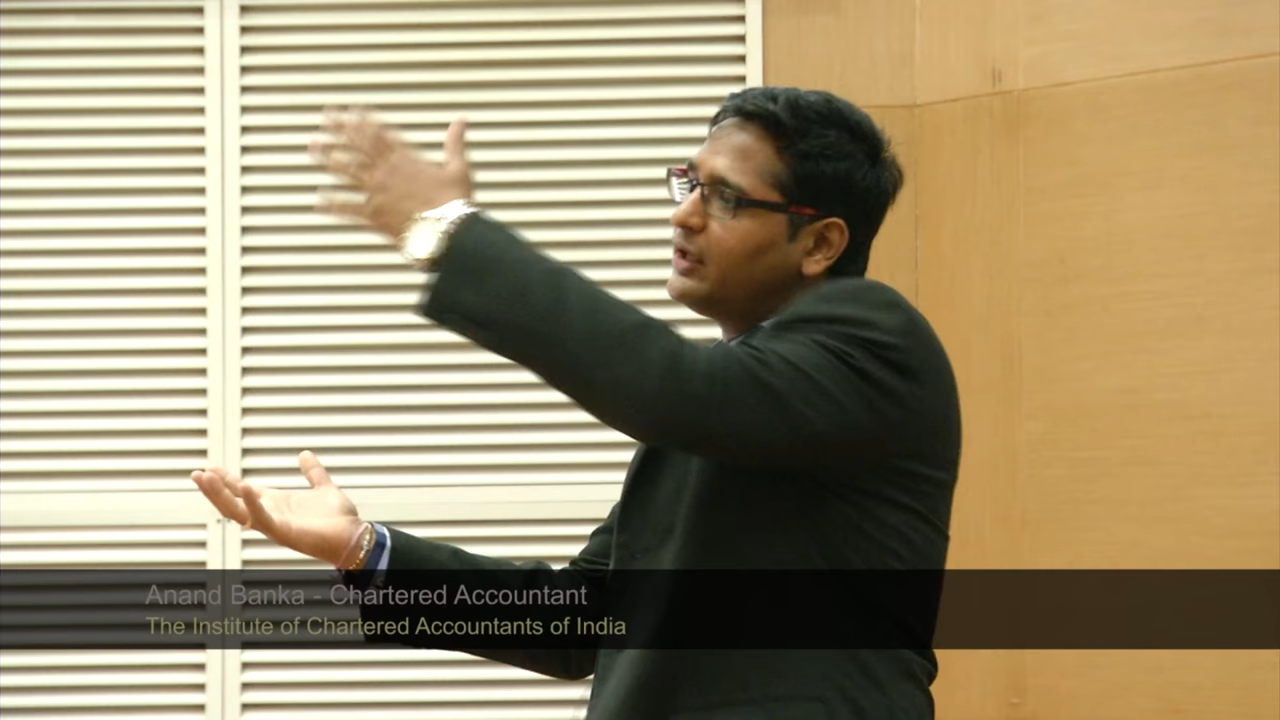 Anand Banka - Chartered Accountant
The Institute of Chartered Accountants of India